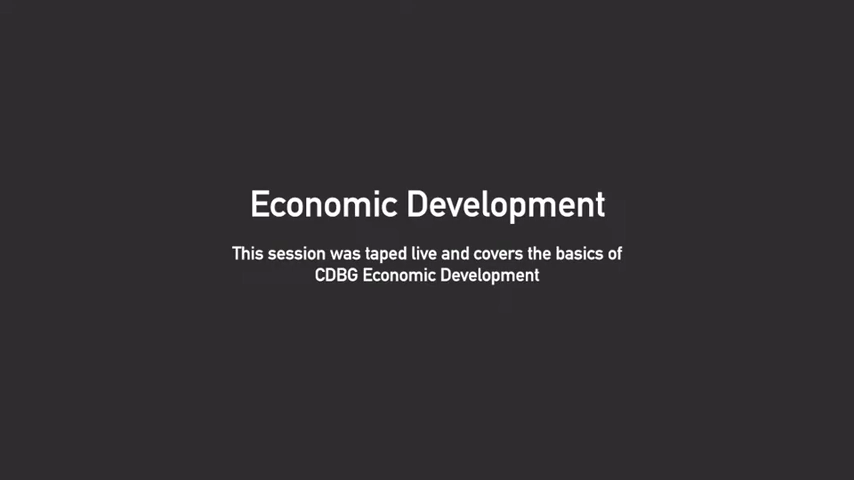 Economic Development
This session was taped live and covers the basics of
CDBG Economic Development